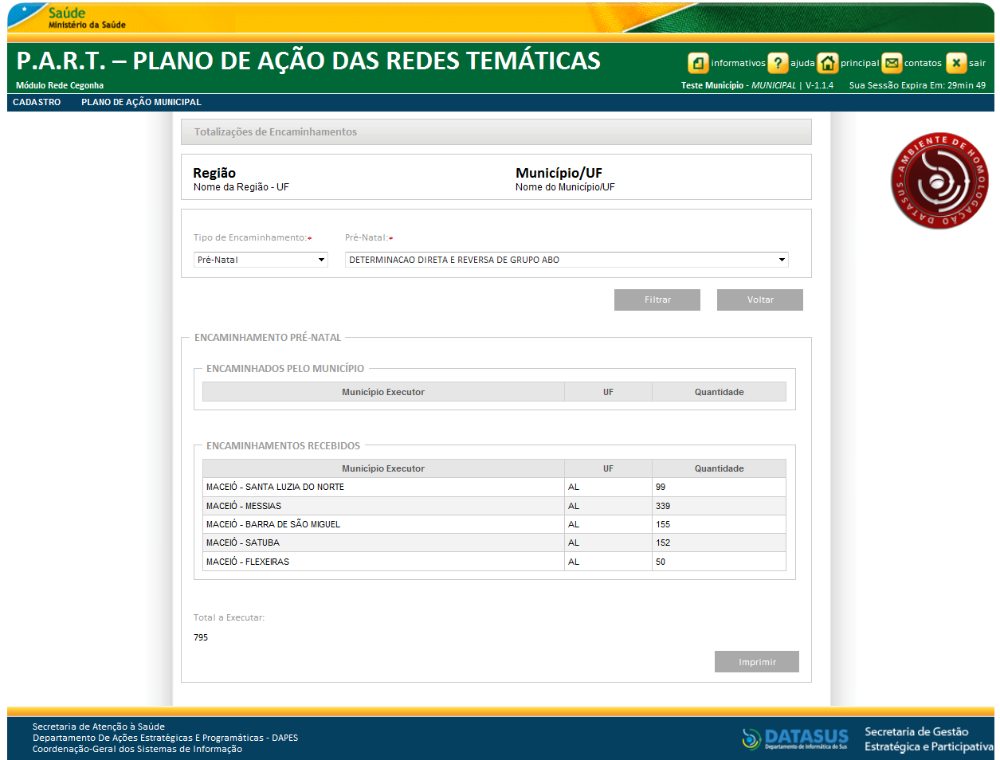 Saúde
Ministério da Saúde
P.A.R.T. – PLANO DE AÇÃO DAS REDES TEMÁTICAS
informativos ? ajuda principal contatos sair
Módulo Rede Cegonha
Teste Município - MUNICIPAL | V-1.1.4 Sua Sessão Expira Em: 29min 49
CADASTRO PLANO DE AÇÃO MUNICIPAL
Totalizações de Encaminhamentos
AMBIENTE DE HOMOLOGAÇÃO DATASUS -
Região Município/UF
Nome da Região - UF Nome do Município/UF
Tipo de Encaminhamento:* Pré-Natal:*
Pré-Natal DETERMINACAO DIRETA E REVERSA DE GRUPO ABO
Filtrar Voltar
ENCAMINHAMENTO PRÉ-NATAL
ENCAMINHADOS PELO MUNICÍPIO
Município Executor UF Quantidade
ENCAMINHAMENTOS RECEBIDOS
Município Executor UF Quantidade
MACEIÓ - SANTA LUZIA DO NORTE AL 99
MACEIÓ - MESSIAS AL 339
MACEIÓ - BARRA DE SÃO MIGUEL AL 155
MACEIÓ - SATUBA AL 152
MACEIÓ - FLEXEIRAS AL 50
Total a Executar:
795
Imprimir
Secretaria de Atenção à Saúde
Departamento De Ações Estratégicas E Programáticas - DAPES
Coordenação-Geral dos Sistemas de Informação
DATASUS
Departamento de Informática do Sus
Secretaria de Gestão
Estratégica e Participativa